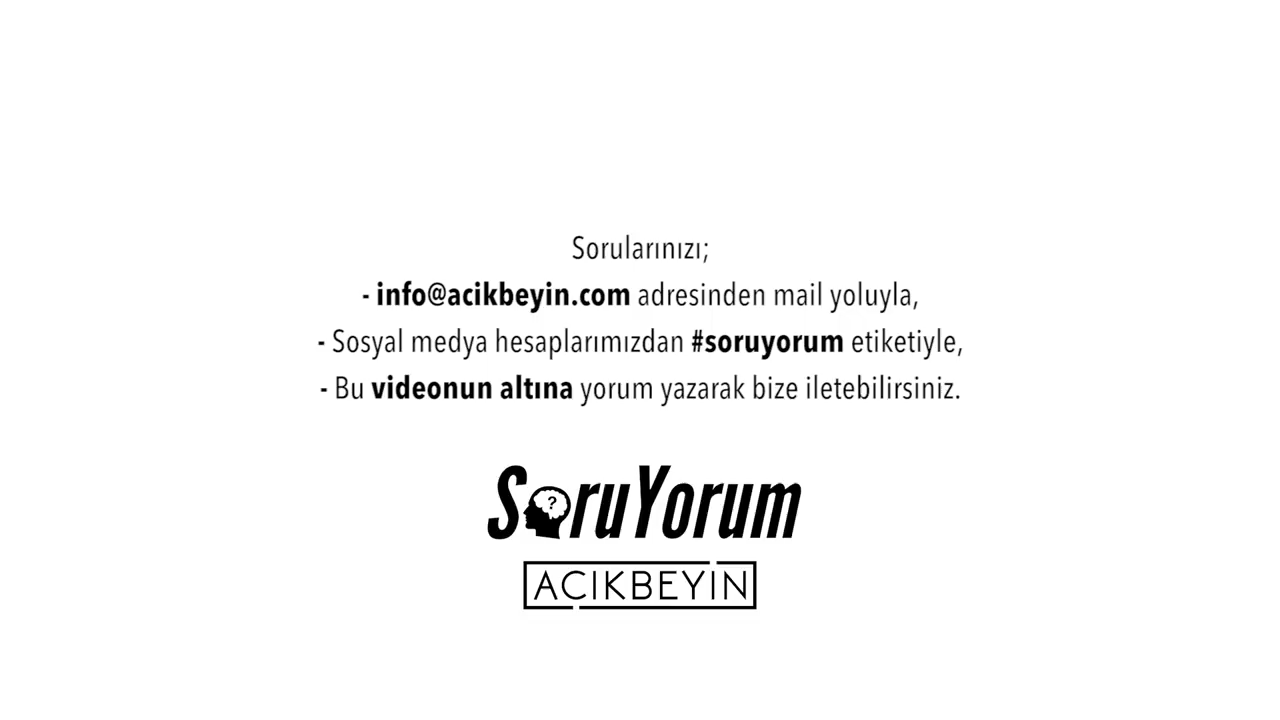 Sorularınızı;
- info@acikbeyin.com adresinden mail yoluyla,
- Sosyal medya hesaplarımızdan #soruyorum etiketiyle,
- Bu videonun altına yorum yazarak bize iletebilirsiniz.
SoruYorum
AÇIKBEYİN